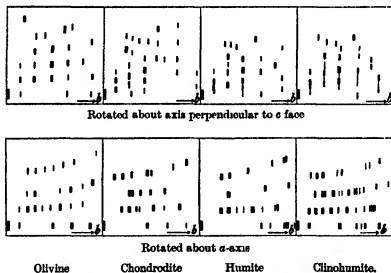 b b b b
Rotated about axis perpendicular to c face
b b b b
Rotated about a-axis
Olivine Chondrodite Humite Clinohumite.